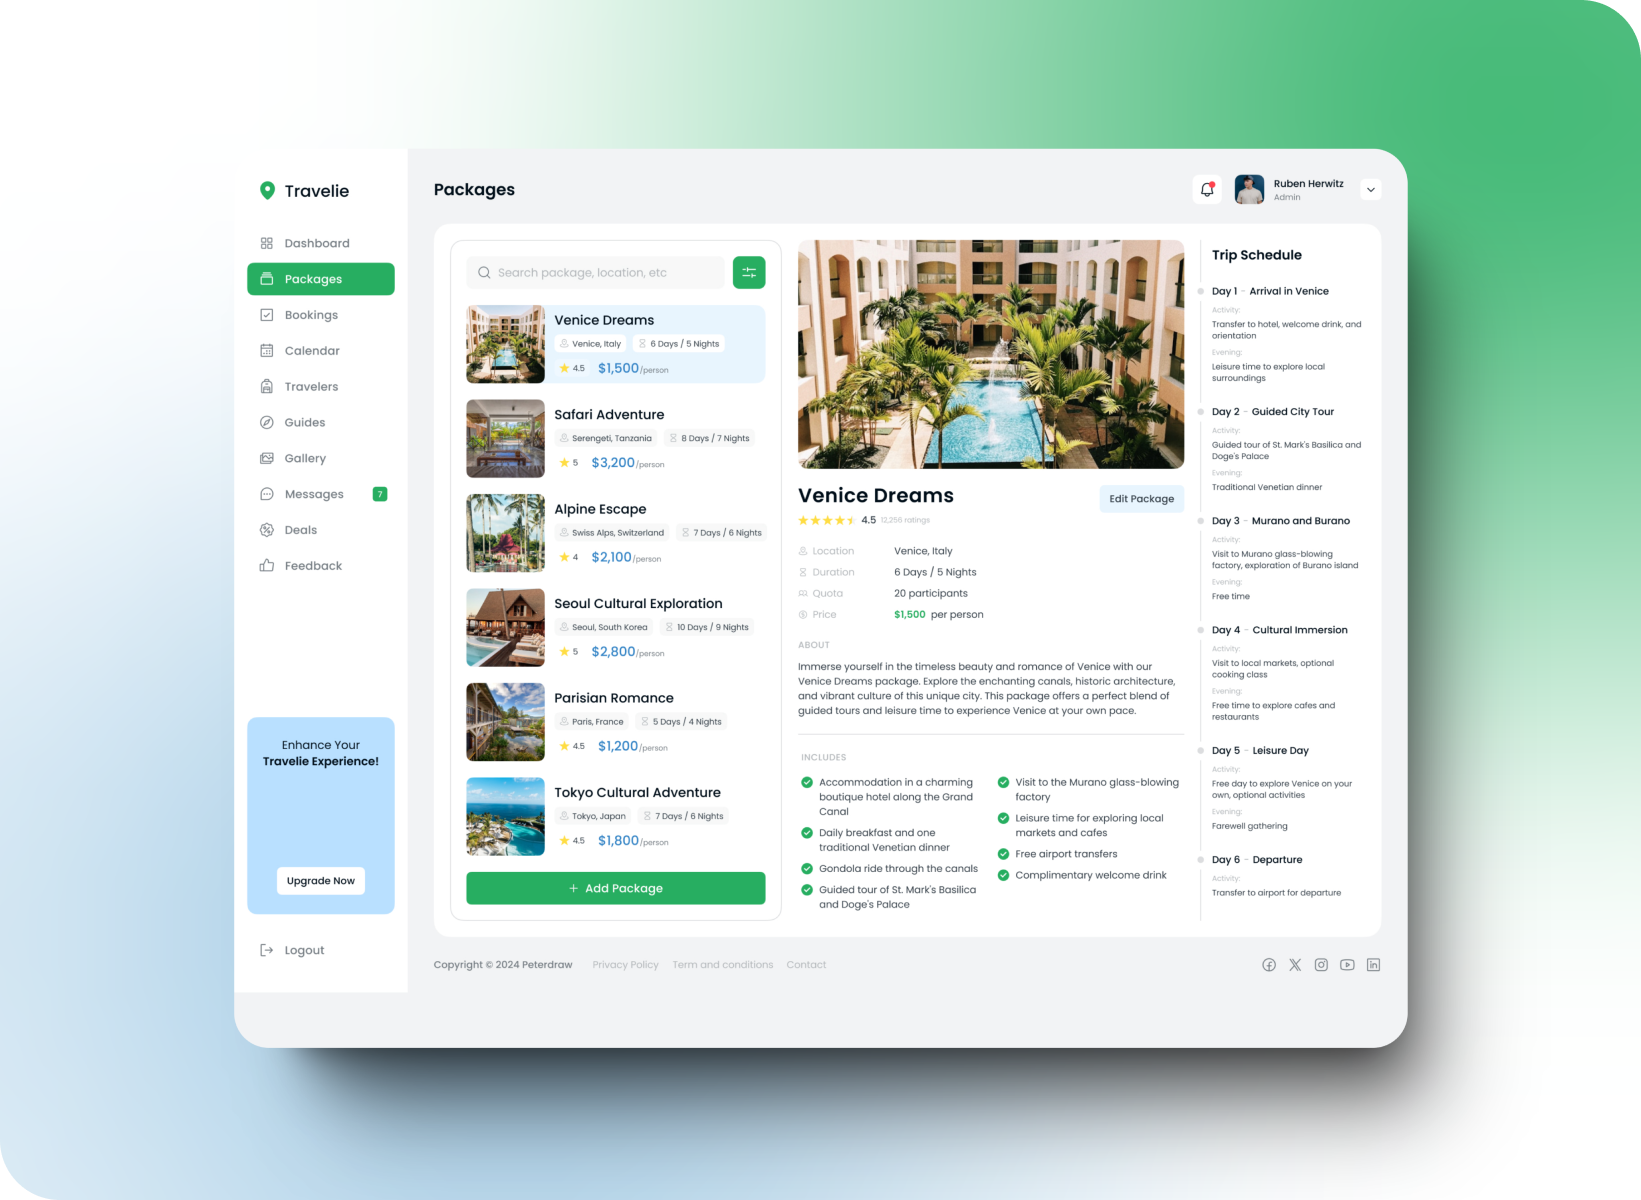 Travelie
Dashboard
Packages
Bookings
Calendar
Travelers
Guides
Gallery
Messages
7
Deals
Feedback
Enhance Your
Travelie Experience!
Upgrade Now
Logout
Packages
Ruben Herwitz
Admin
Search package, location, etc
Venice Dreams
Venice, Italy
6 Days / 5 Nights
4.5
$1,500/person
Safari Adventure
Serengeti, Tanzania
8 Days / 7 Nights
5
$3,200/person
Alpine Escape
Swiss Alps, Switzerland
7 Days / 6 Nights
4
$2,100/person
Seoul Cultural Exploration
Seoul, South Korea
10 Days / 9 Nights
5
$2,800/person
Parisian Romance
Paris, France
5 Days / 4 Nights
4.5
$1,200/person
Tokyo Cultural Adventure
Tokyo, Japan
7 Days / 6 Nights
4.5
$1,800/person
+ Add Package
Venice Dreams
Edit Package
4.5 12,256 ratings
Location Venice, Italy
Duration 6 Days / 5 Nights
Quota 20 participants
Price $1,500 per person
ABOUT
Immerse yourself in the timeless beauty and romance of Venice with our
Venice Dreams package. Explore the enchanting canals, historic architecture,
and vibrant culture of this unique city. This package offers a perfect blend of
guided tours and leisure time to experience Venice at your own pace.
INCLUDES
Accommodation in a charming
boutique hotel along the Grand
Canal
Daily breakfast and one
traditional Venetian dinner
Gondola ride through the canals
Guided tour of St. Mark's Basilica
and Doge's Palace
Visit to the Murano glass-blowing
factory
Leisure time for exploring local
markets and cafes
Free airport transfers
Complimentary welcome drink
Trip Schedule
Day 1 - Arrival in Venice
Activity:
Transfer to hotel, welcome drink, and
orientation
Evening:
Leisure time to explore local
surroundings
Day 2 - Guided City Tour
Activity:
Guided tour of St. Mark's Basilica and
Doge's Palace
Evening:
Traditional Venetian dinner
Day 3 - Murano and Burano
Activity:
Visit to Murano glass-blowing
factory, exploration of Burano island
Evening:
Free time
Day 4 - Cultural Immersion
Activity:
Visit to local markets, optional
cooking class
Evening:
Free time to explore cafes and
restaurants
Day 5 - Leisure Day
Activity:
Free day to explore Venice on your
own, optional activities
Evening:
Farewell gathering
Day 6 - Departure
Activity:
Transfer to airport for departure
Copyright © 2024 Peterdraw
Privacy Policy
Term and conditions
Contact